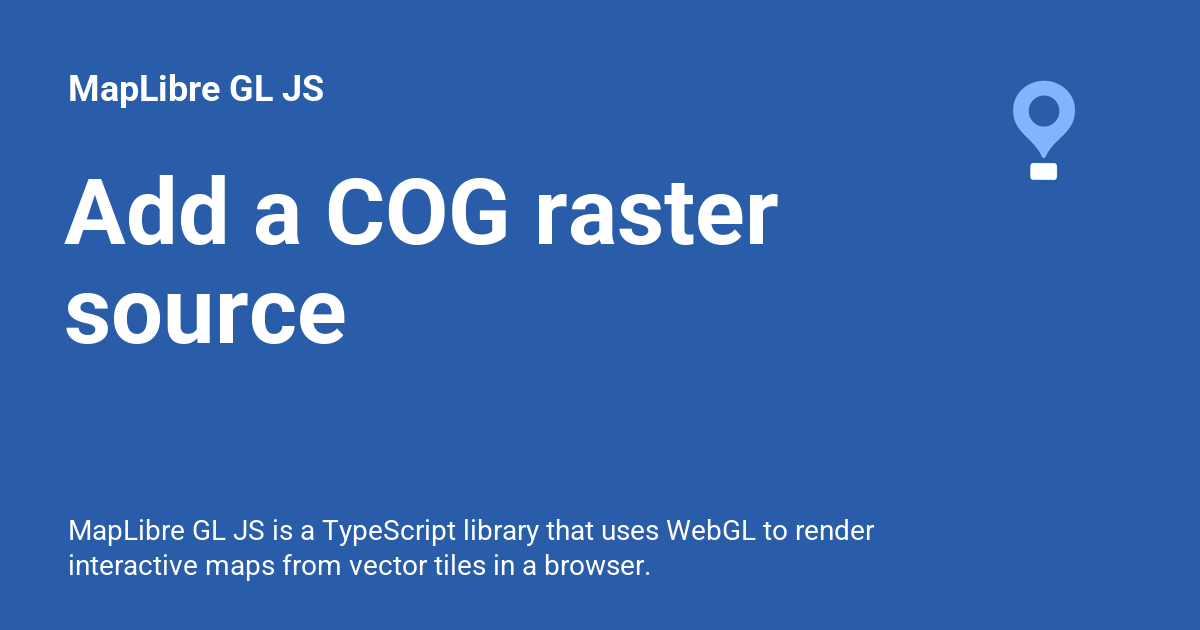 MapLibre GL JS
Add a COG raster
source
MapLibre GL JS is a TypeScript library that uses WebGL to render
interactive maps from vector tiles in a browser.